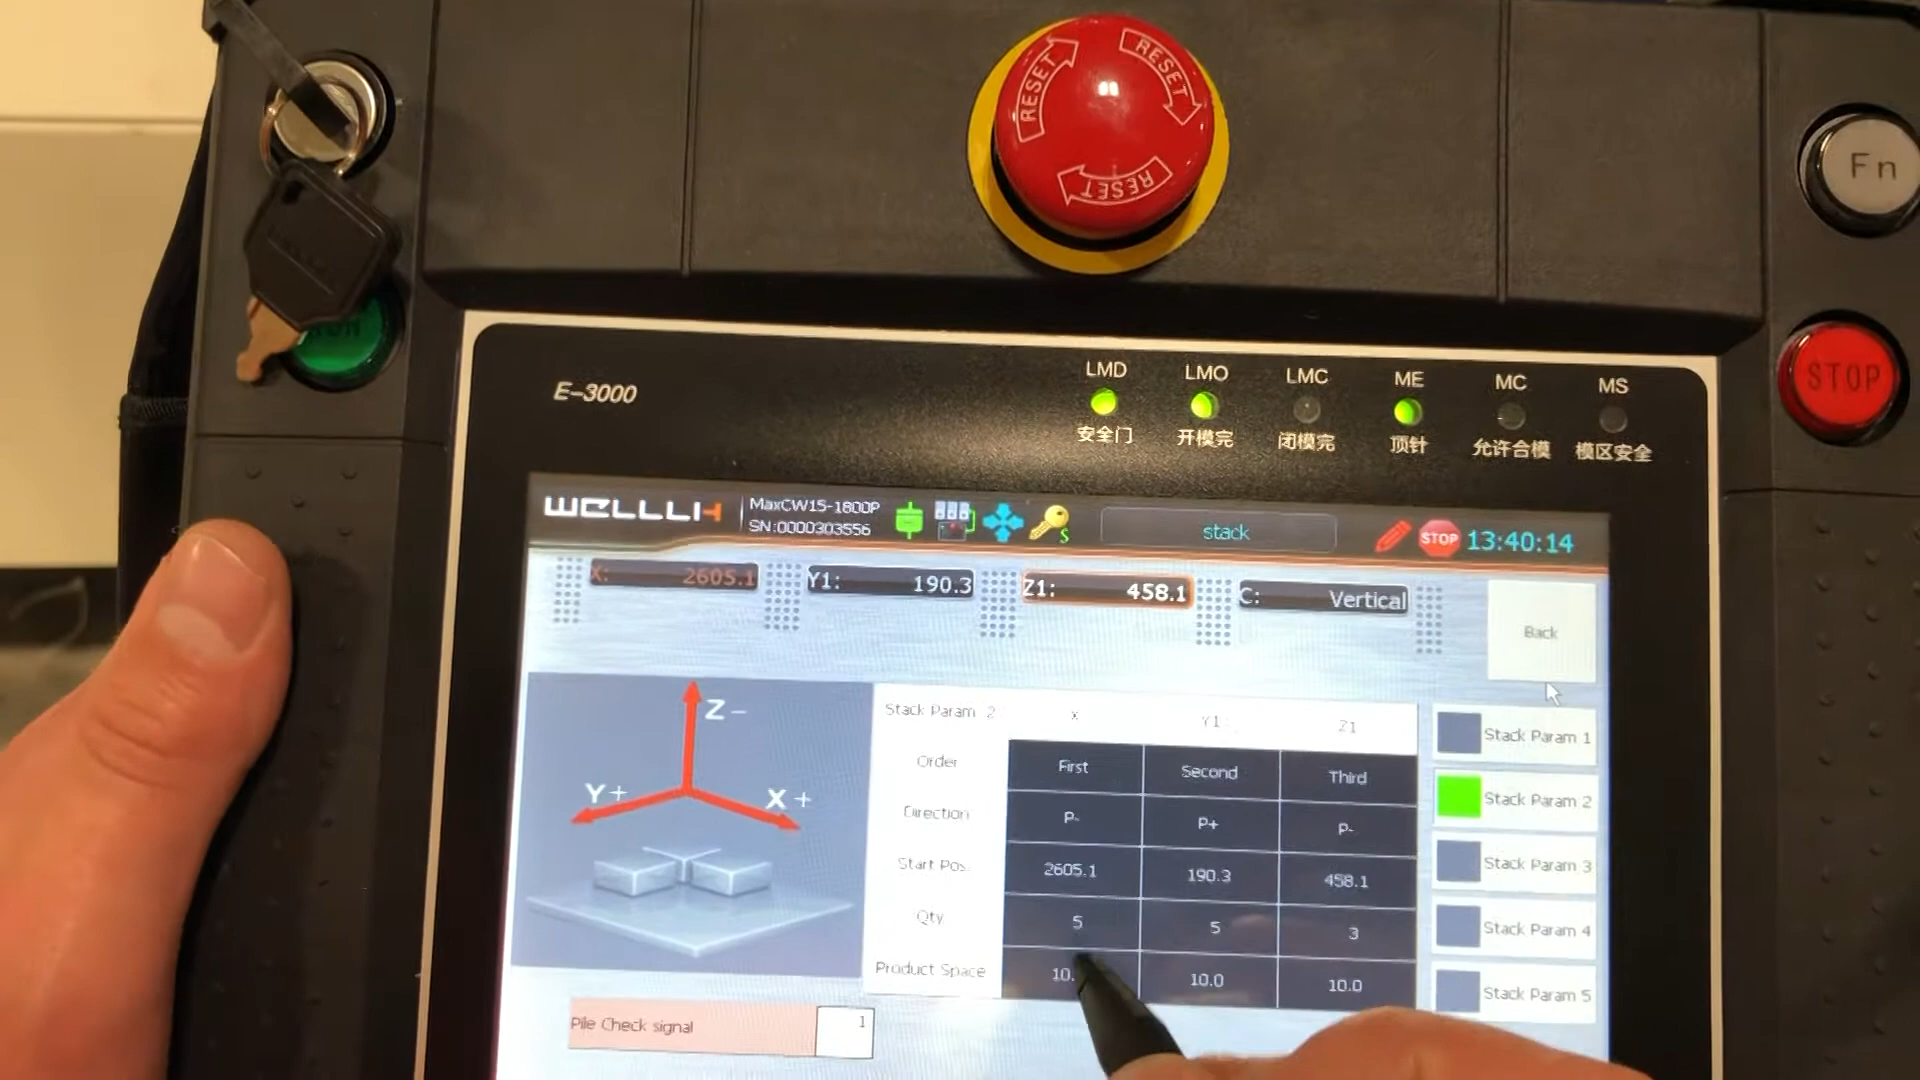 RESET RESET
RESET
Fn
STOP
E-3000
LMD LMO LMC ME MC MS
安全门 开模完 闭模完 顶针 允许合模 模区安全
WELLLIH
MaxCW15-1800P
SN:0000303556
S
stack
STOP
13:40:14
X: 2605.1
Y1: 190.3
Z1: 458.1
C: Vertical
Back
Z-
Y+
X+
Stack Param 2 X Y1 Z1
Order First Second Third
Direction P- P+ P-
Start Pos. 2605.1 190.3 458.1
Qty 5 5 3
Product Space 10. 10.0 10.0
Stack Param 1
Stack Param 2
Stack Param 3
Stack Param 4
Stack Param 5
Pile Check signal 1